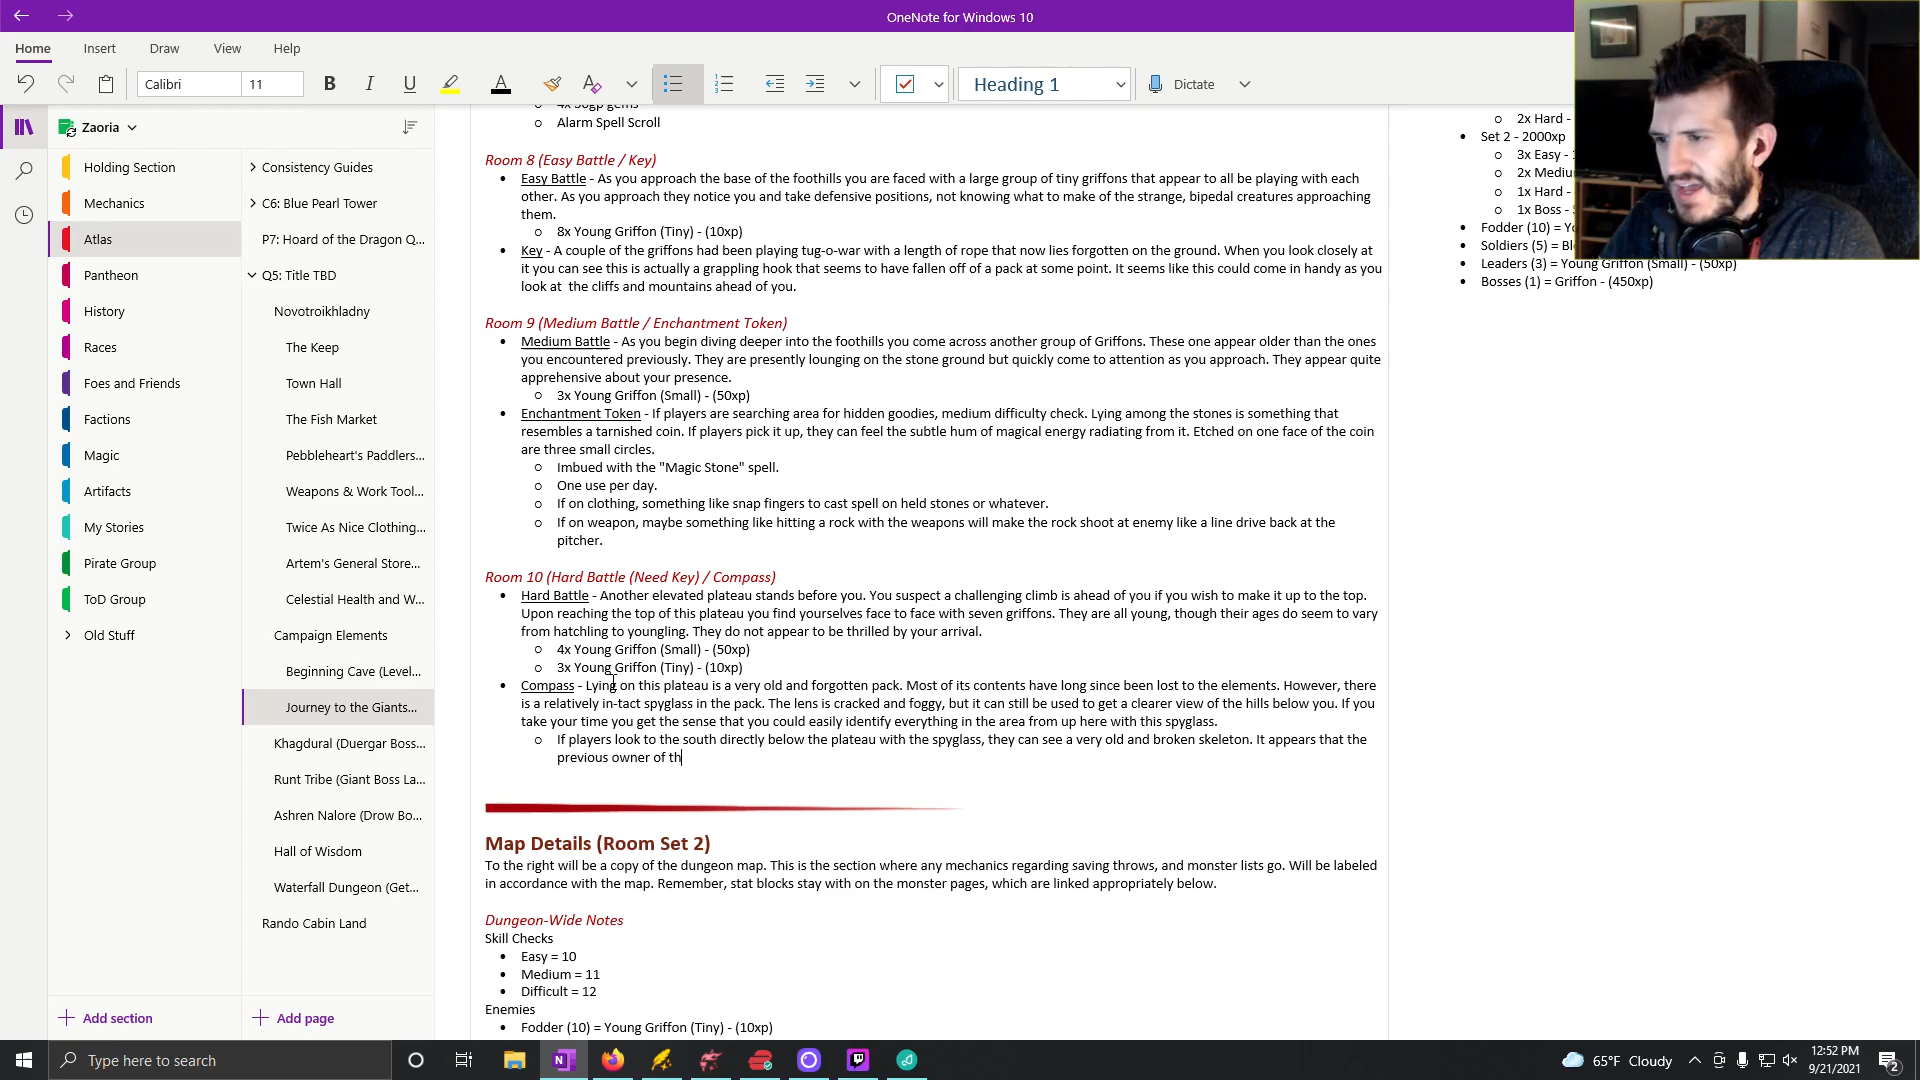 OneNote for Windows 10
Home
Insert
Draw
View
Help
Calibri
11
B
I
U
A
A
Heading 1
Dictate
Zaoria
Holding Section
Mechanics
Atlas
Pantheon
History
Races
Foes and Friends
Factions
Magic
Artifacts
My Stories
Pirate Group
ToD Group
Old Stuff
Add section
Consistency Guides
C6: Blue Pearl Tower
P7: Hoard of the Dragon Q...
Q5: Title TBD
Novotroikhladny
The Keep
Town Hall
The Fish Market
Pebbleheart's Paddlers...
Weapons & Work Tool...
Twice As Nice Clothing...
Artem's General Store...
Celestial Health and W...
Campaign Elements
Beginning Cave (Level...
Journey to the Giants...
Khagdural (Duergar Boss...
Runt Tribe (Giant Boss La...
Ashren Nalore (Drow Bo...
Hall of Wisdom
Waterfall Dungeon (Get...
Rando Cabin Land
Add page
4x 50gp gems
Alarm Spell Scroll
Room 8 (Easy Battle / Key)
Easy Battle - As you approach the base of the foothills you are faced with a large group of tiny griffons that appear to all be playing with each
other. As you approach they notice you and take defensive positions, not knowing what to make of the strange, bipedal creatures approaching
them.
8x Young Griffon (Tiny) - (10xp)
Key - A couple of the griffons had been playing tug-o-war with a length of rope that now lies forgotten on the ground. When you look closely at
it you can see this is actually a grappling hook that seems to have fallen off of a pack at some point. It seems like this could come in handy as you
look at  the cliffs and mountains ahead of you.
Room 9 (Medium Battle / Enchantment Token)
Medium Battle - As you begin diving deeper into the foothills you come across another group of Griffons. These one appear older than the ones
you encountered previously. They are presently lounging on the stone ground but quickly come to attention as you approach. They appear quite
apprehensive about your presence.
3x Young Griffon (Small) - (50xp)
Enchantment Token - If players are searching area for hidden goodies, medium difficulty check. Lying among the stones is something that
resembles a tarnished coin. If players pick it up, they can feel the subtle hum of magical energy radiating from it. Etched on one face of the coin
are three small circles.
Imbued with the "Magic Stone" spell.
One use per day.
If on clothing, something like snap fingers to cast spell on held stones or whatever.
If on weapon, maybe something like hitting a rock with the weapons will make the rock shoot at enemy like a line drive back at the
pitcher.
Room 10 (Hard Battle (Need Key) / Compass)
Hard Battle - Another elevated plateau stands before you. You suspect a challenging climb is ahead of you if you wish to make it up to the top.
Upon reaching the top of this plateau you find yourselves face to face with seven griffons. They are all young, though their ages do seem to vary
from hatchling to youngling. They do not appear to be thrilled by your arrival.
4x Young Griffon (Small) - (50xp)
3x Young Griffon (Tiny) - (10xp)
Compass - Lying on this plateau is a very old and forgotten pack. Most of its contents have long since been lost to the elements. However, there
is a relatively in-tact spyglass in the pack. The lens is cracked and foggy, but it can still be used to get a clearer view of the hills below you. If you
take your time you get the sense that you could easily identify everything in the area from up here with this spyglass.
If players look to the south directly below the plateau with the spyglass, they can see a very old and broken skeleton. It appears that the
previous owner of th
Map Details (Room Set 2)
To the right will be a copy of the dungeon map. This is the section where any mechanics regarding saving throws, and monster lists go. Will be labeled
in accordance with the map. Remember, stat blocks stay with on the monster pages, which are linked appropriately below.
Dungeon-Wide Notes
Skill Checks
Easy = 10
Medium = 11
Difficult = 12
Enemies
Fodder (10) = Young Griffon (Tiny) - (10xp)
2x Hard -
Set 2 - 2000xp
3x Easy -
2x Mediu
1x Hard -
1x Boss -
Fodder (10) = Yo
Soldiers (5) = Bl
Leaders (3) = Young Griffon (Small) - (50xp)
Bosses (1) = Griffon - (450xp)
Type here to search
65°F Cloudy
12:52 PM
9/21/2021
2